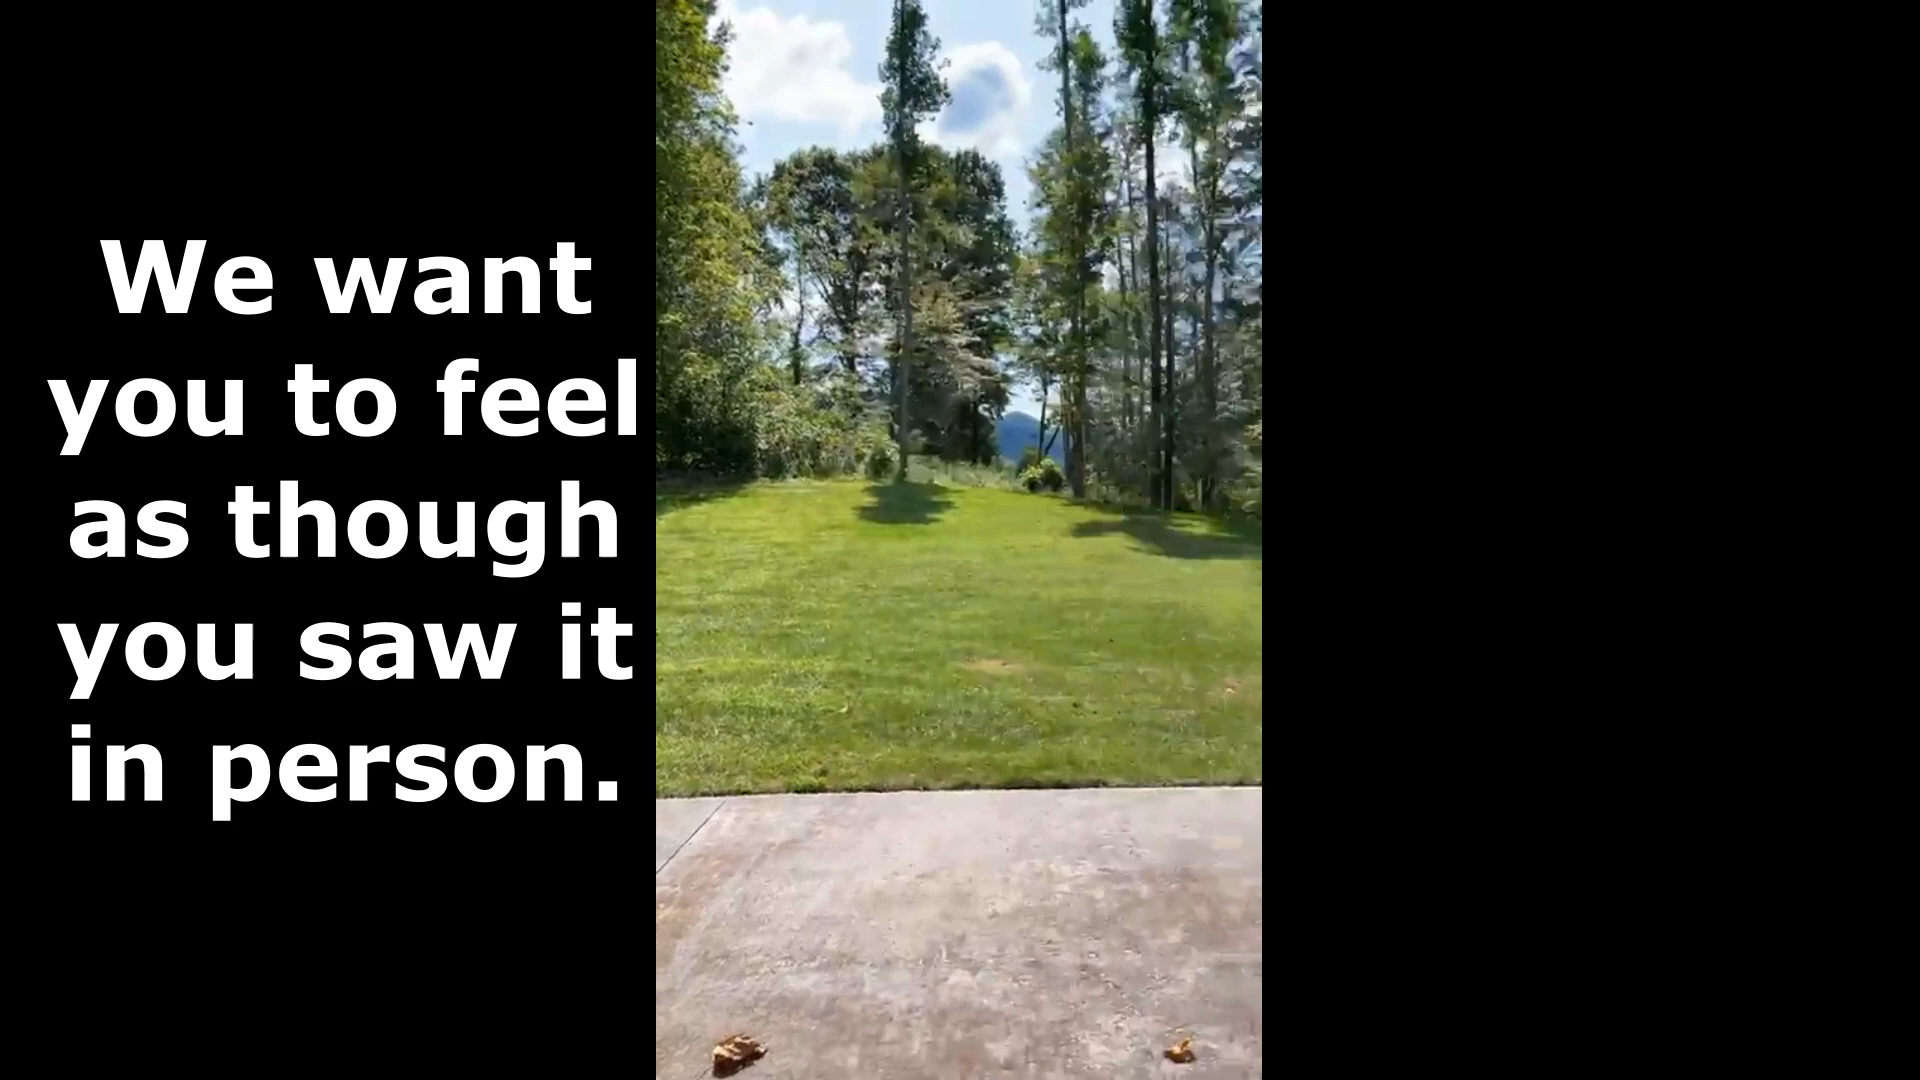 We want
you to feel
as though
you saw it
in person.